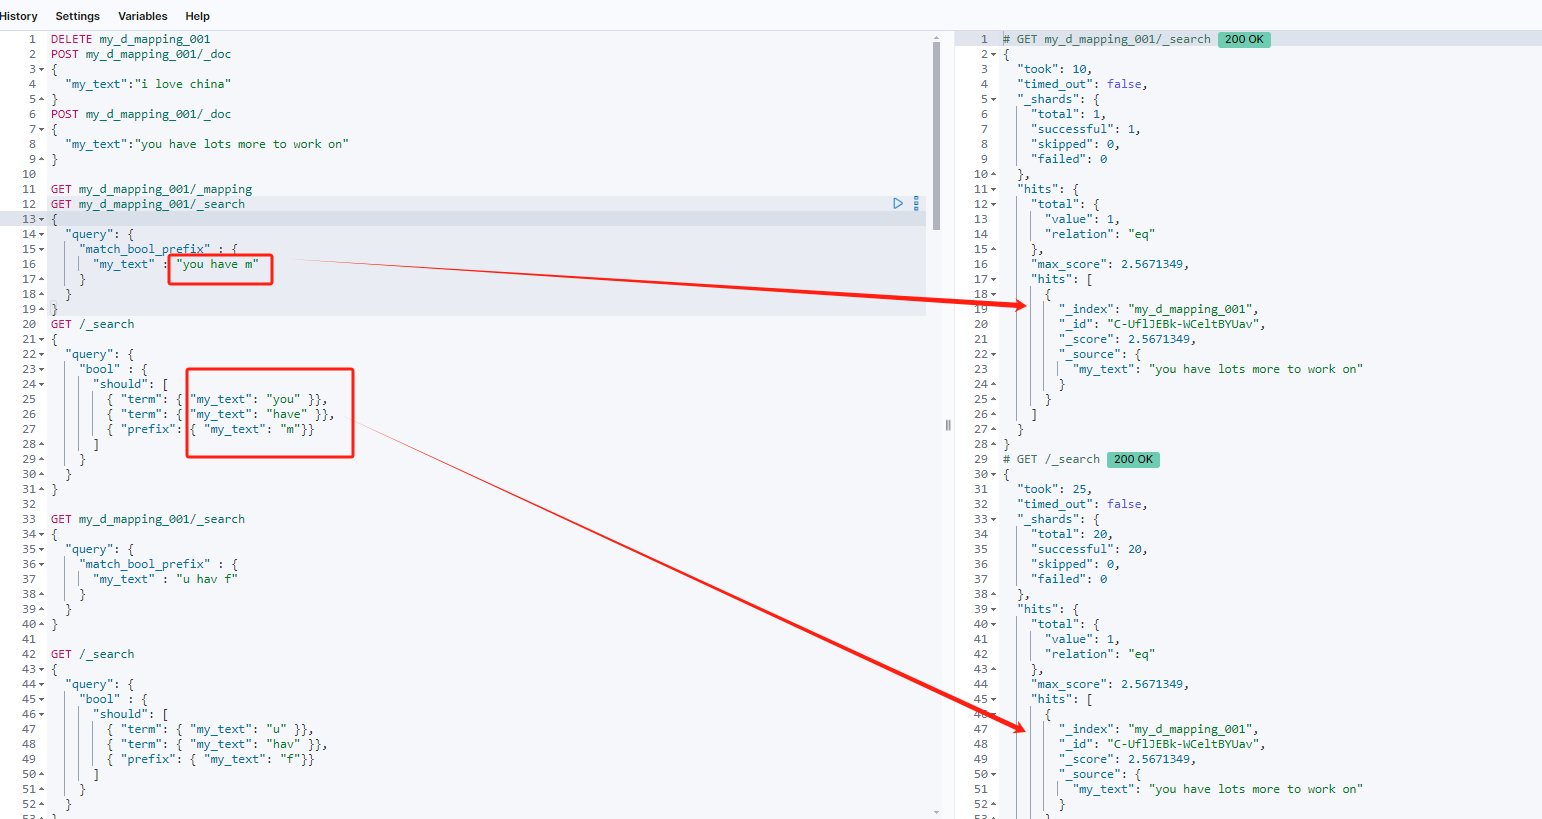 History Settings Variables Help
1 DELETE my_d_mapping_001
2 POST my_d_mapping_001/_doc
3 {
4 "my_text":"i love china"
5 }
6 POST my_d_mapping_001/_doc
7 {
8 "my_text":"you have lots more to work on"
9 }
10
11 GET my_d_mapping_001/_mapping
12 GET my_d_mapping_001/_search
13 {
14 "query": {
15 "match_bool_prefix" : {
16 "my_text" : "you have m"
17 }
18 }
19 }
20 GET /_search
21 {
22 "query": {
23 "bool" : {
24 "should": [
25 { "term": { "my_text": "you" }},
26 { "term": { "my_text": "have" }},
27 { "prefix": { "my_text": "m"}}
28 ]
29 }
30 }
31 }
32
33 GET my_d_mapping_001/_search
34 {
35 "query": {
36 "match_bool_prefix" : {
37 "my_text" : "u hav f"
38 }
39 }
40 }
41
42 GET /_search
43 {
44 "query": {
45 "bool" : {
46 "should": [
47 { "term": { "my_text": "u" }},
48 { "term": { "my_text": "hav" }},
49 { "prefix": { "my_text": "f"}}
50 ]
51 }
52 }
53 }
1 # GET my_d_mapping_001/_search 200 OK
2 {
3 "took": 10,
4 "timed_out": false,
5 "_shards": {
6 "total": 1,
7 "successful": 1,
8 "skipped": 0,
9 "failed": 0
10 },
11 "hits": {
12 "total": {
13 "value": 1,
14 "relation": "eq"
15 },
16 "max_score": 2.5671349,
17 "hits": [
18 {
19 "_index": "my_d_mapping_001",
20 "_id": "C-UflJEBk-WCeltBYUav",
21 "_score": 2.5671349,
22 "_source": {
23 "my_text": "you have lots more to work on"
24 }
25 }
26 ]
27 }
28 }
29 # GET /_search 200 OK
30 {
31 "took": 25,
32 "timed_out": false,
33 "_shards": {
34 "total": 20,
35 "successful": 20,
36 "skipped": 0,
37 "failed": 0
38 },
39 "hits": {
40 "total": {
41 "value": 1,
42 "relation": "eq"
43 },
44 "max_score": 2.5671349,
45 "hits": [
46 {
47 "_index": "my_d_mapping_001",
48 "_id": "C-UflJEBk-WCeltBYUav",
49 "_score": 2.5671349,
50 "_source": {
51 "my_text": "you have lots more to work on"
52 }
53 }